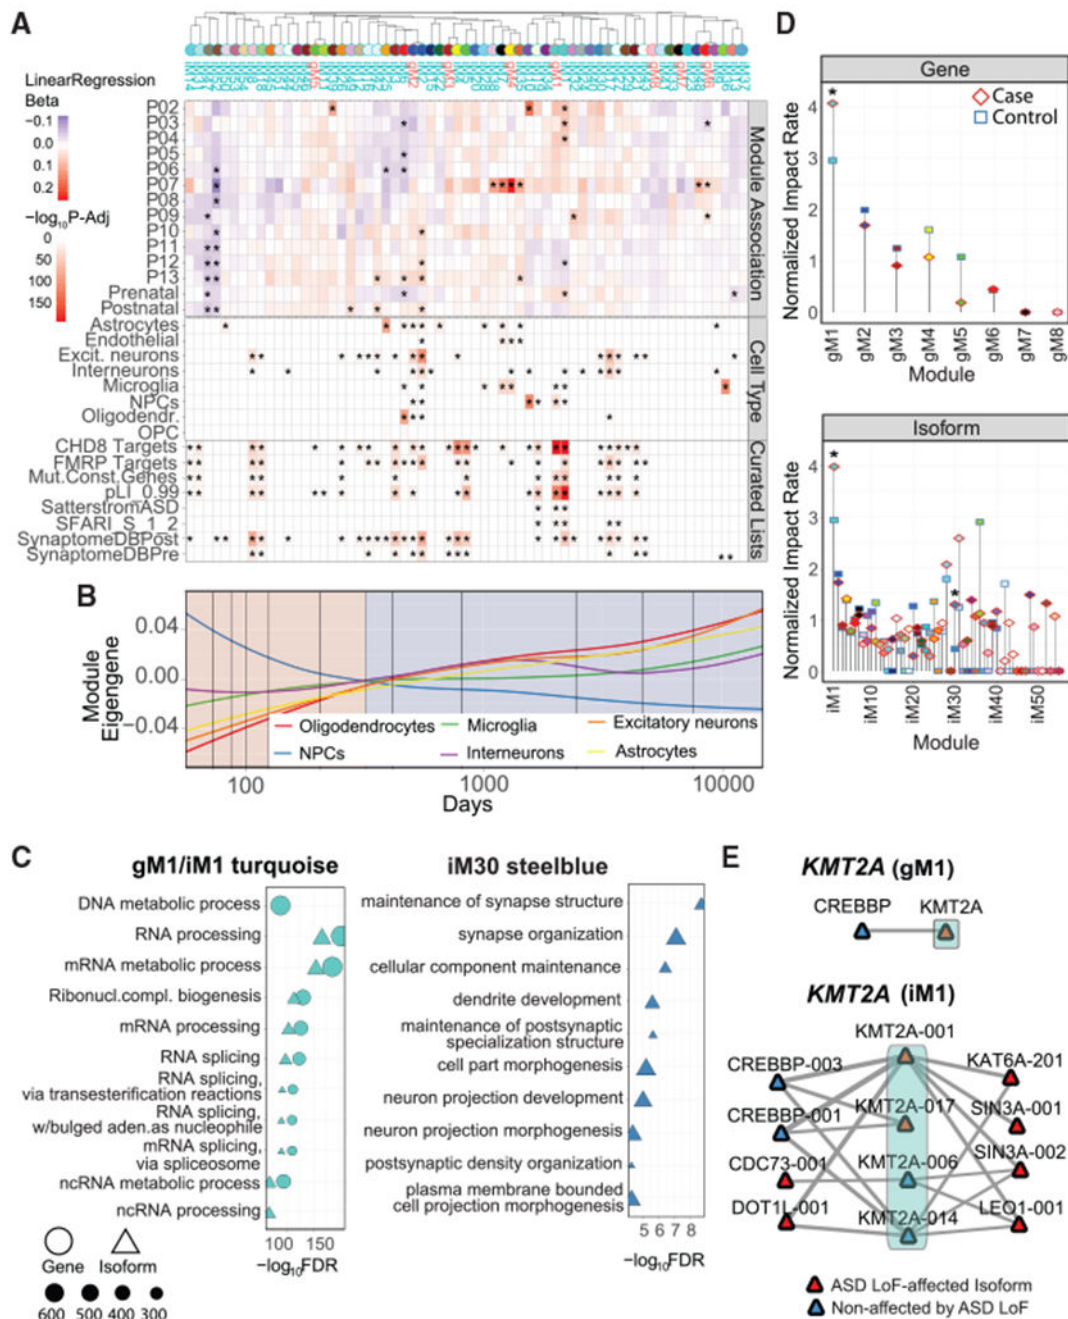 A
LinearRegression
Beta
−0.1
0.0
0.1
0.2
−log10P-Adj
0
50
100
150
P02
P03
P04
P05
P06
P07
P08
P09
P10
P11
P12
P13
Prenatal
Postnatal
Astrocytes
Endothelial
Excit. neurons
Interneurons
Microglia
NPCs
Oligodendr.
OPC
CHD8 Targets
FMRP Targets
Mut.Const.Genes
pLI_0.99
SatterstromASD
SFARI_S_1_2
SynaptomeDBPost
SynaptomeDBPre
Module Association
Cell Type
Curated Lists
B
Module
Eigengene
0.04
0.00
−0.04
Oligodendrocytes
Microglia
Excitatory neurons
NPCs
Interneurons
Astrocytes
100
1000
10000
Days
C
gM1/iM1 turquoise
DNA metabolic process
RNA processing
mRNA metabolic process
Ribonucl.compl. biogenesis
mRNA processing
RNA splicing
RNA splicing,
via transesterification reactions
RNA splicing,
w/bulged aden.as nucleophile
mRNA splicing,
via spliceosome
ncRNA metabolic process
ncRNA processing
100 150
−log10FDR
Gene Isoform
600 500 400 300
iM30 steelblue
maintenance of synapse structure
synapse organization
cellular component maintenance
dendrite development
maintenance of postsynaptic
specialization structure
cell part morphogenesis
neuron projection development
neuron projection morphogenesis
postsynaptic density organization
plasma membrane bounded
cell projection morphogenesis
5 6 7 8
−log10FDR
D
Gene
Case
Control
Normalized Impact Rate
4
3
2
1
0
gM1
gM2
gM3
gM4
gM5
gM6
gM7
gM8
Module
Isoform
Normalized Impact Rate
4
3
2
1
0
iM1
iM10
iM20
iM30
iM40
iM50
Module
E
KMT2A (gM1)
CREBBP KMT2A
KMT2A (iM1)
KMT2A-001
CREBBP-003 KAT6A-201
CREBBP-001 KMT2A-017 SIN3A-001
CDC73-001 KMT2A-006 SIN3A-002
DOT1L-001 KMT2A-014 LEO1-001
ASD LoF-affected Isoform
Non-affected by ASD LoF